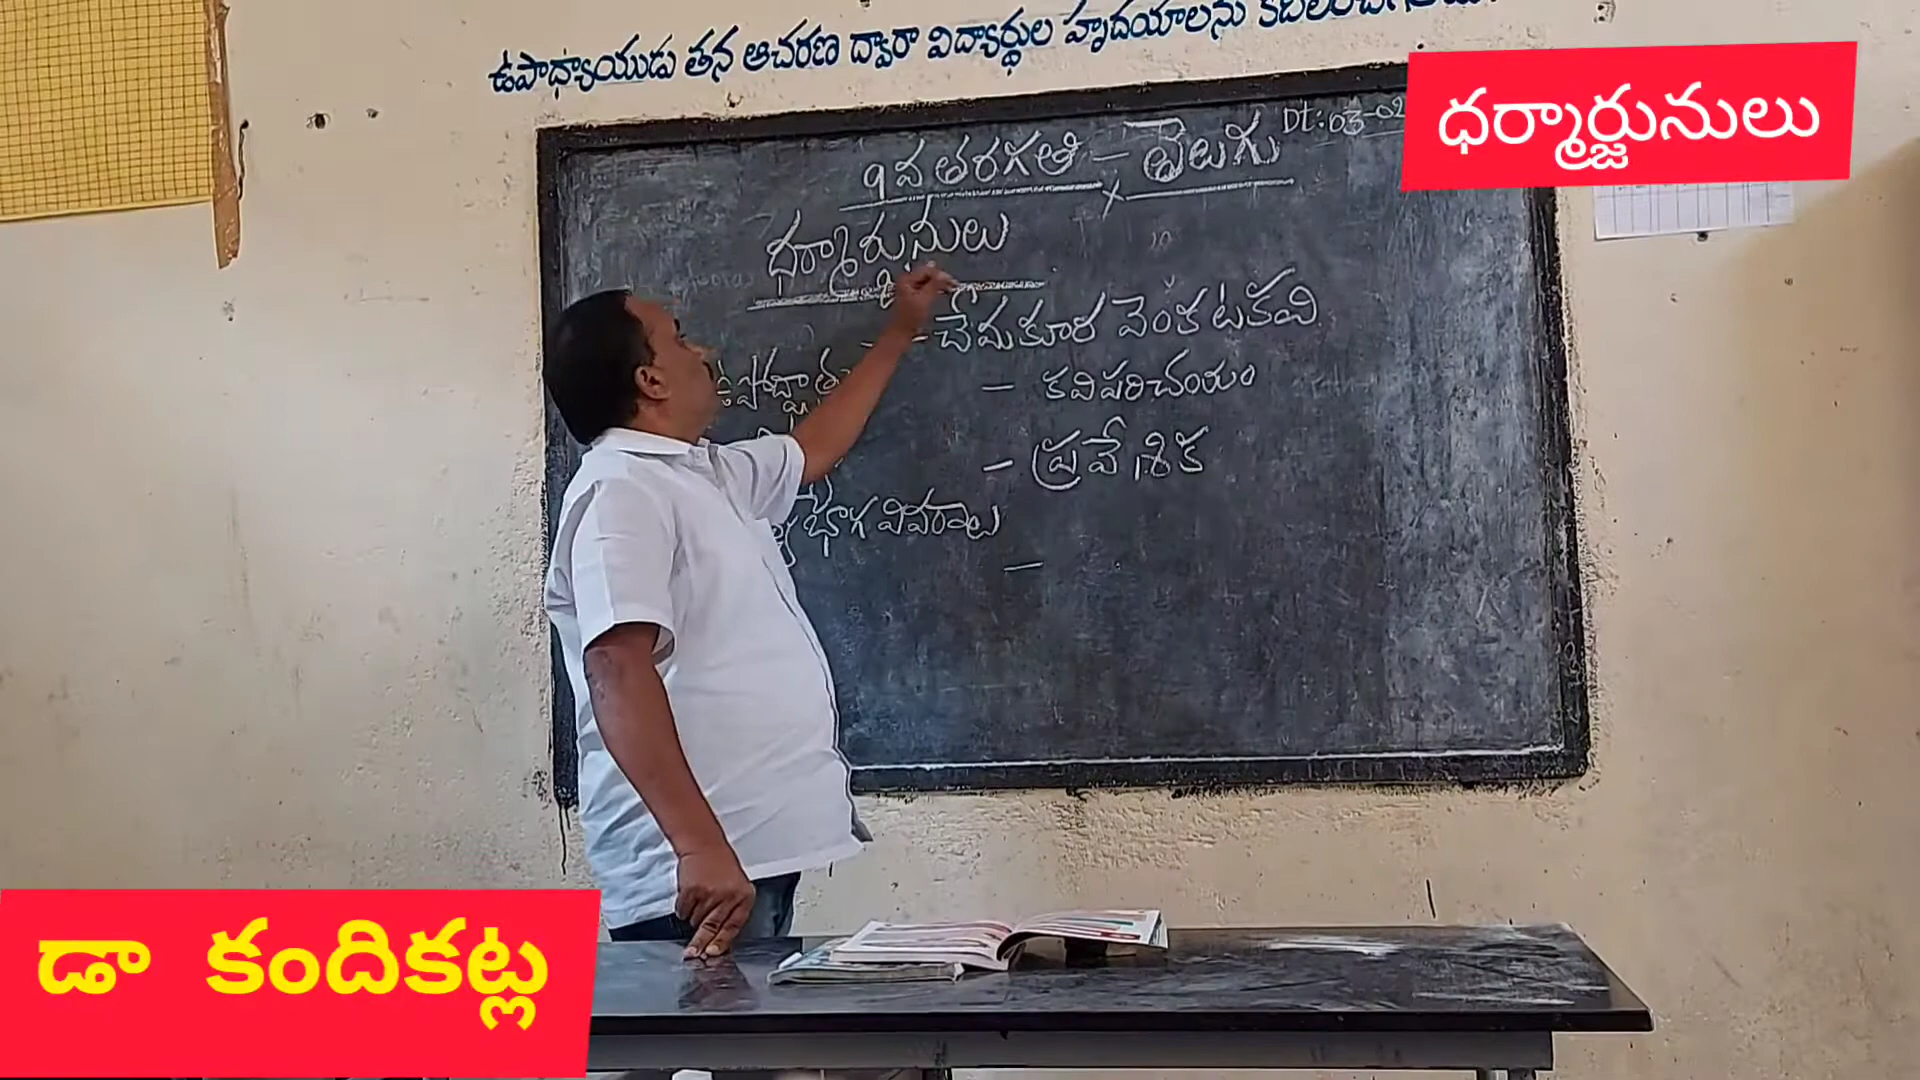 ఉపాధ్యాయుడు తన ఆచరణ ద్వారా విద్యార్థుల హృదయాలను
ధర్మార్జునులు
9వ తరగతి - తెలుగు
Dt: 03-02
ధర్మార్జునులు
- చేమకూర వెంకటకవి
- కవిపరిచయం
- ప్రవేశిక
భాగ వివరాలు
-
డా కందికట్ల